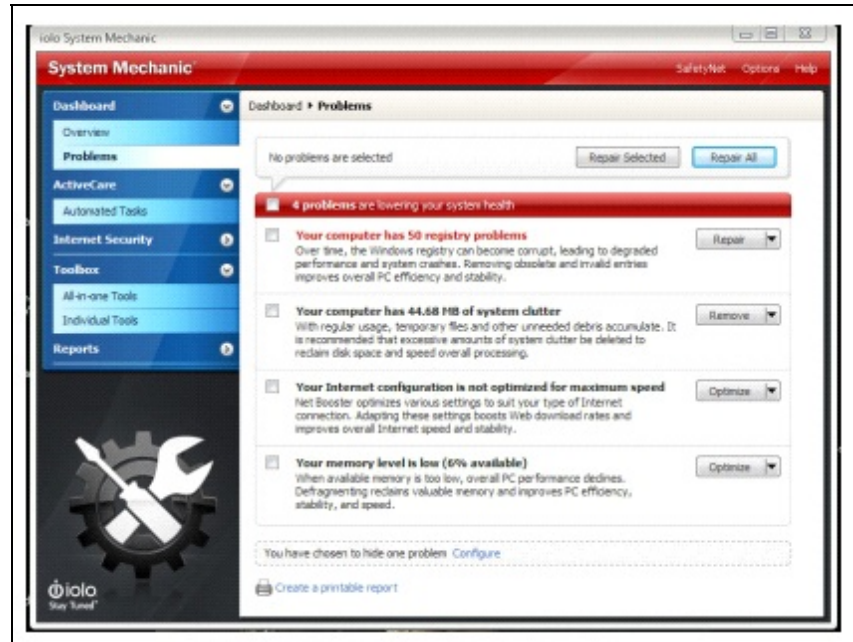 iolo System Mechanic
System Mechanic
SafetyNet Options Help
Dashboard
Overview
Problems
ActiveCare
Automated Tasks
Internet Security
Toolbox
All-in-one Tools
Individual Tools
Reports
iolo
Stay Tuned
Dashboard ▸ Problems
No problems are selected
Repair Selected
Repair All
4 problems are lowering your system health
Your computer has 50 registry problems
Over time, the Windows registry can become corrupt, leading to degraded
performance and system crashes. Removing obsolete and invalid entries
improves overall PC efficiency and stability.
Repair
Your computer has 44.68 MB of system clutter
With regular usage, temporary files and other unneeded debris accumulate. It
is recommended that excessive amounts of system clutter be deleted to
reclaim disk space and speed overall processing.
Remove
Your Internet configuration is not optimized for maximum speed
Net Booster optimizes various settings to suit your type of Internet
connection. Adapting these settings boosts Web download rates and
improves overall Internet speed and stability.
Optimize
Your memory level is low (6% available)
When available memory is too low, overall PC performance declines.
Defragmenting reclaims valuable memory and improves PC efficiency,
stability, and speed.
Optimize
You have chosen to hide one problem Configure
Create a printable report